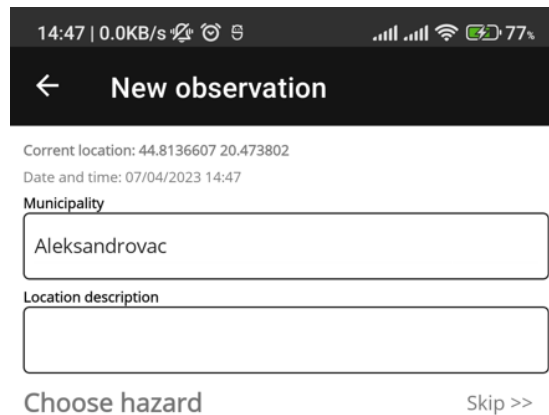 14:47 | 0.0KB/s 77%
New observation
Corrent location: 44.8136607 20.473802
Date and time: 07/04/2023 14:47
Municipality
Aleksandrovac
Location description
Choose hazard Skip >>